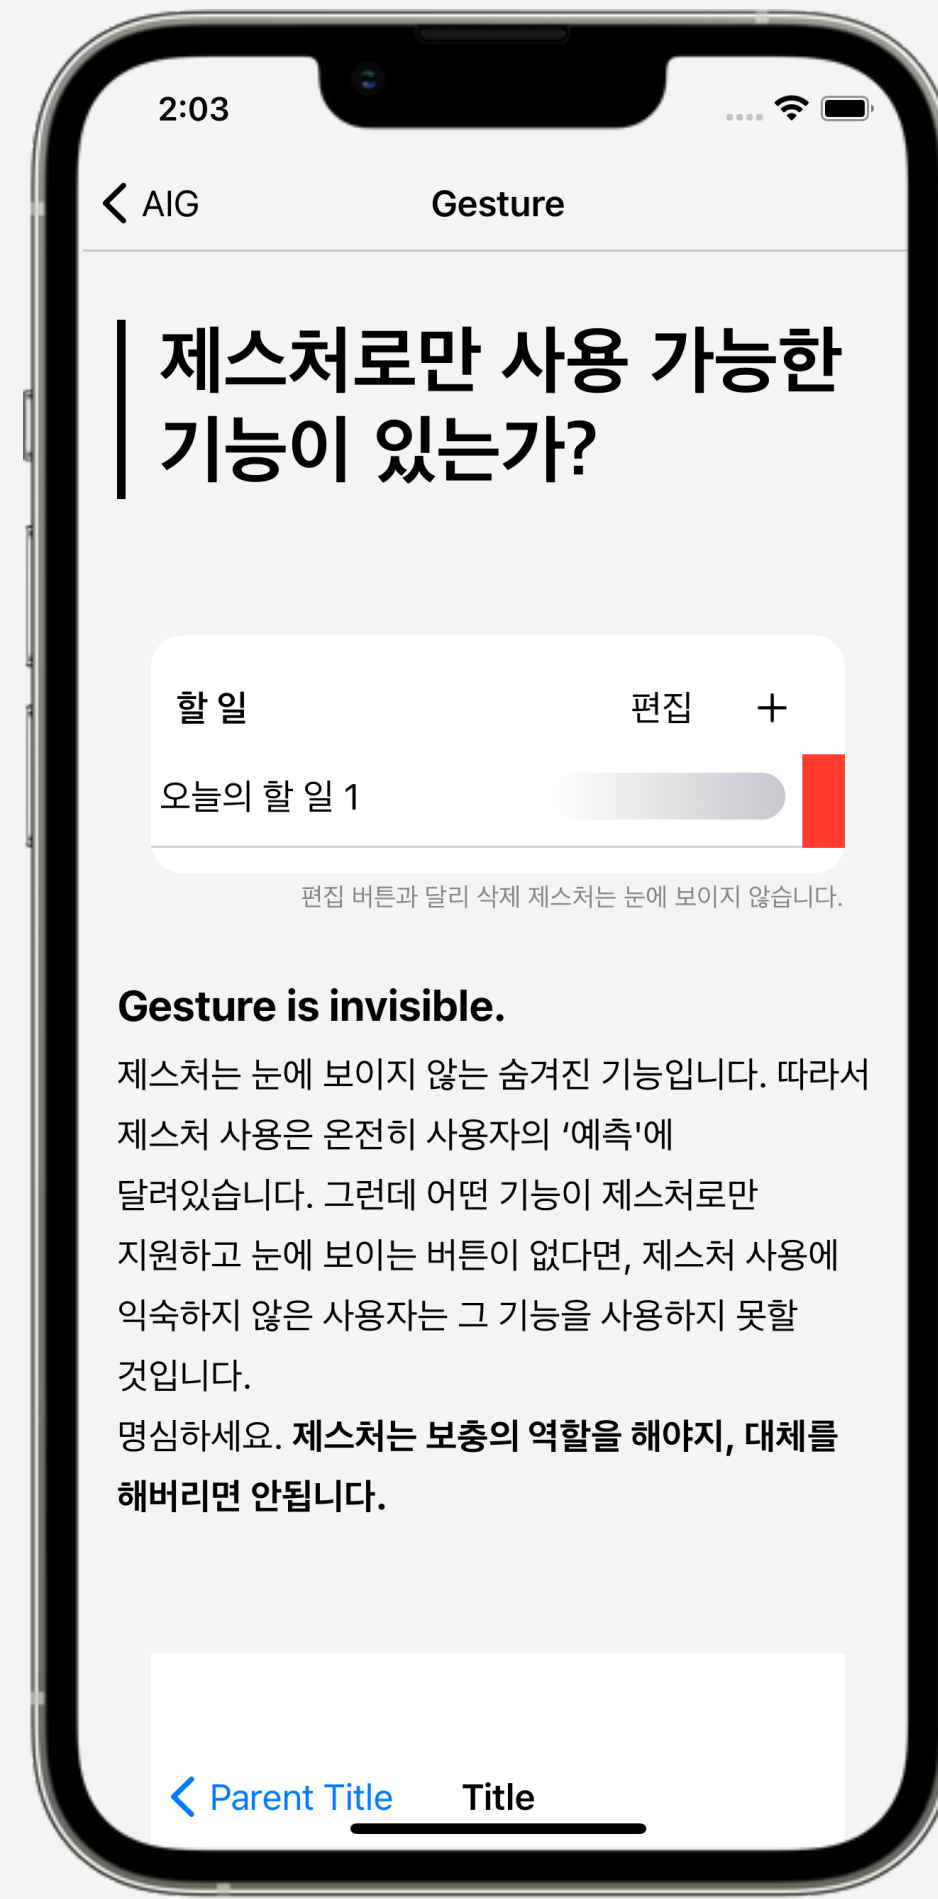 2:03
AIG
Gesture
제스처로만 사용 가능한
기능이 있는가?
할 일
편집 +
오늘의 할 일 1
편집 버튼과 달리 삭제 제스처는 눈에 보이지 않습니다.
Gesture is invisible.
제스처는 눈에 보이지 않는 숨겨진 기능입니다. 따라서
제스처 사용은 온전히 사용자의 ‘예측'에
달려있습니다. 그런데 어떤 기능이 제스처로만
지원하고 눈에 보이는 버튼이 없다면, 제스처 사용에
익숙하지 않은 사용자는 그 기능을 사용하지 못할
것입니다.
명심하세요. 제스처는 보충의 역할을 해야지, 대체를
해버리면 안됩니다.
Parent Title
Title